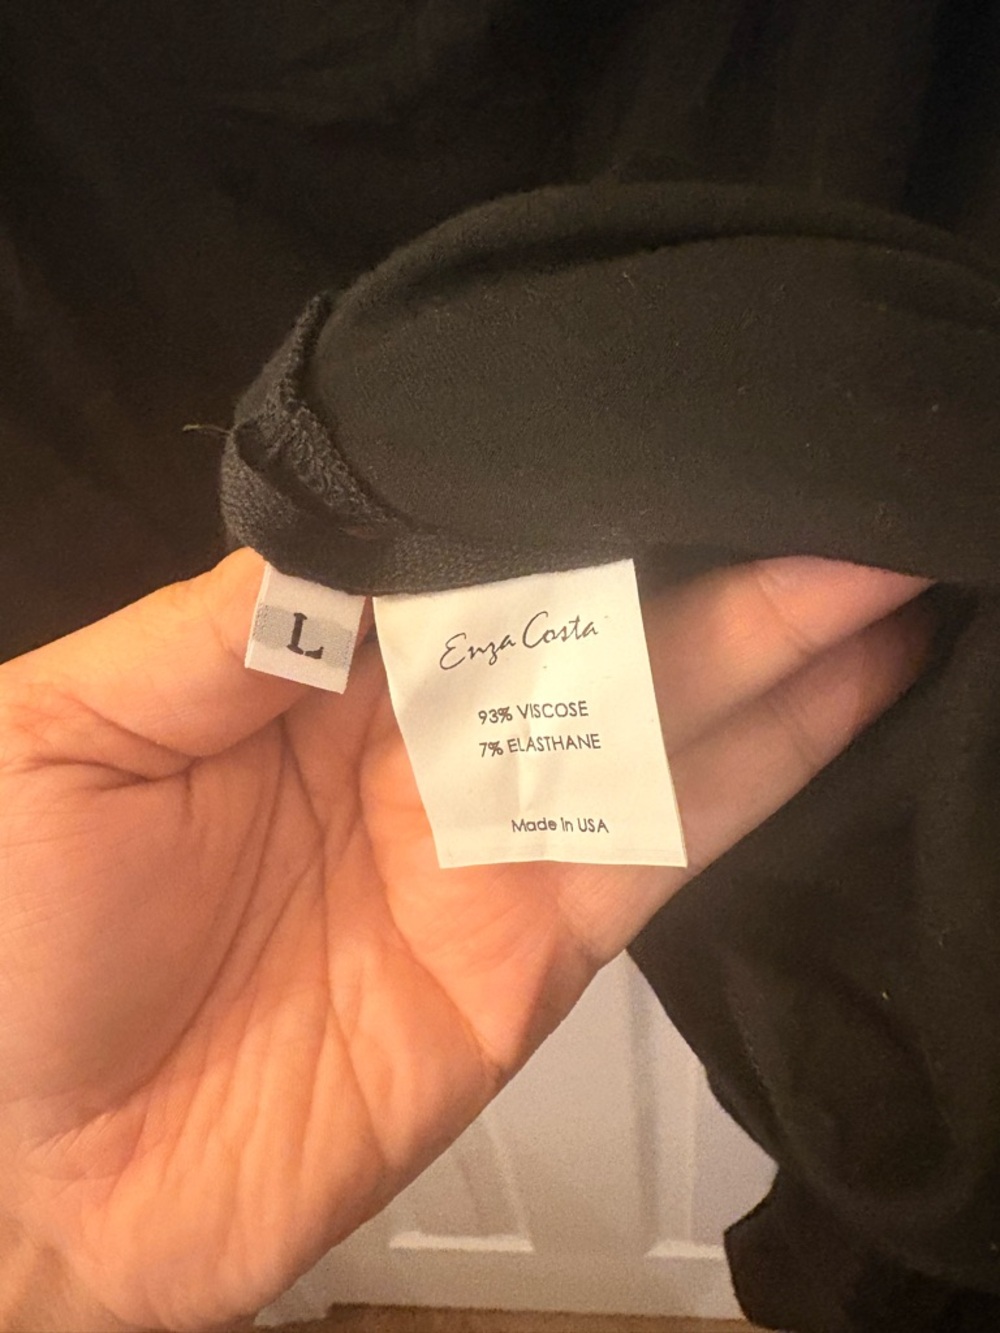 L
Enza Costa
93% VISCOSE
7% ELASTHANE
Made in USA